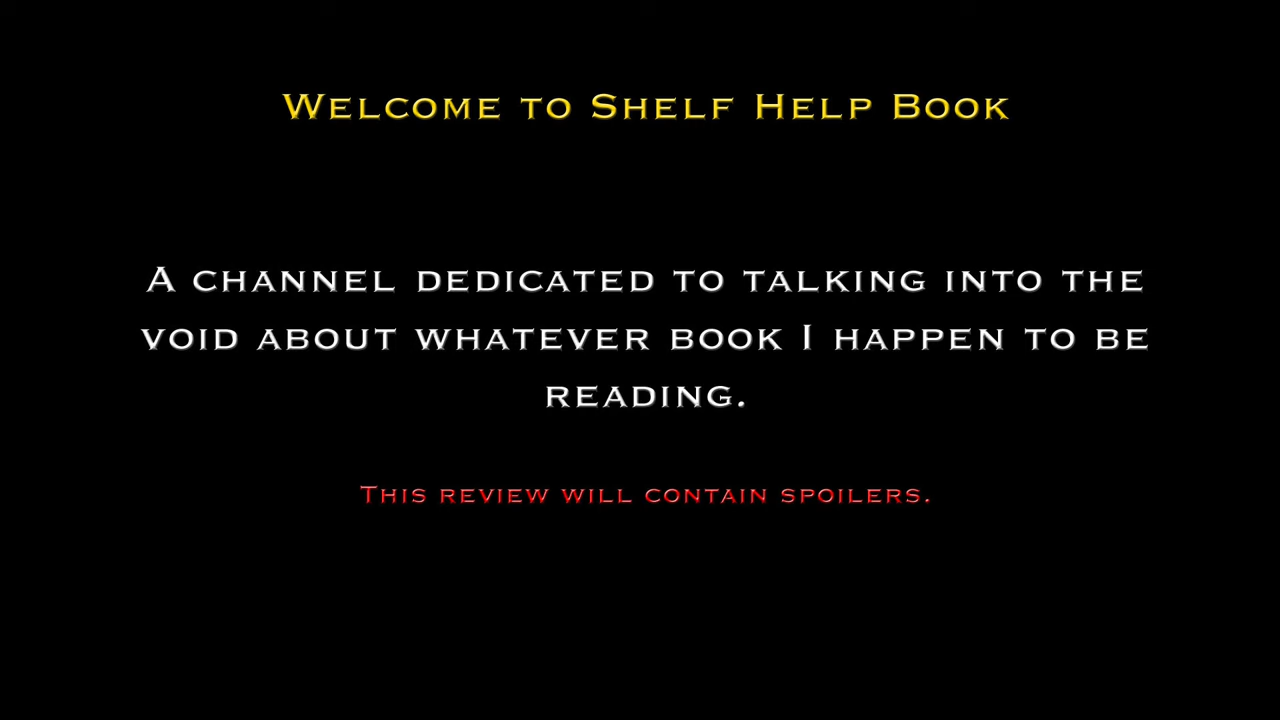 Welcome to Shelf Help Book
A channel dedicated to talking into the
void about whatever book I happen to be
reading.
This review will contain spoilers.